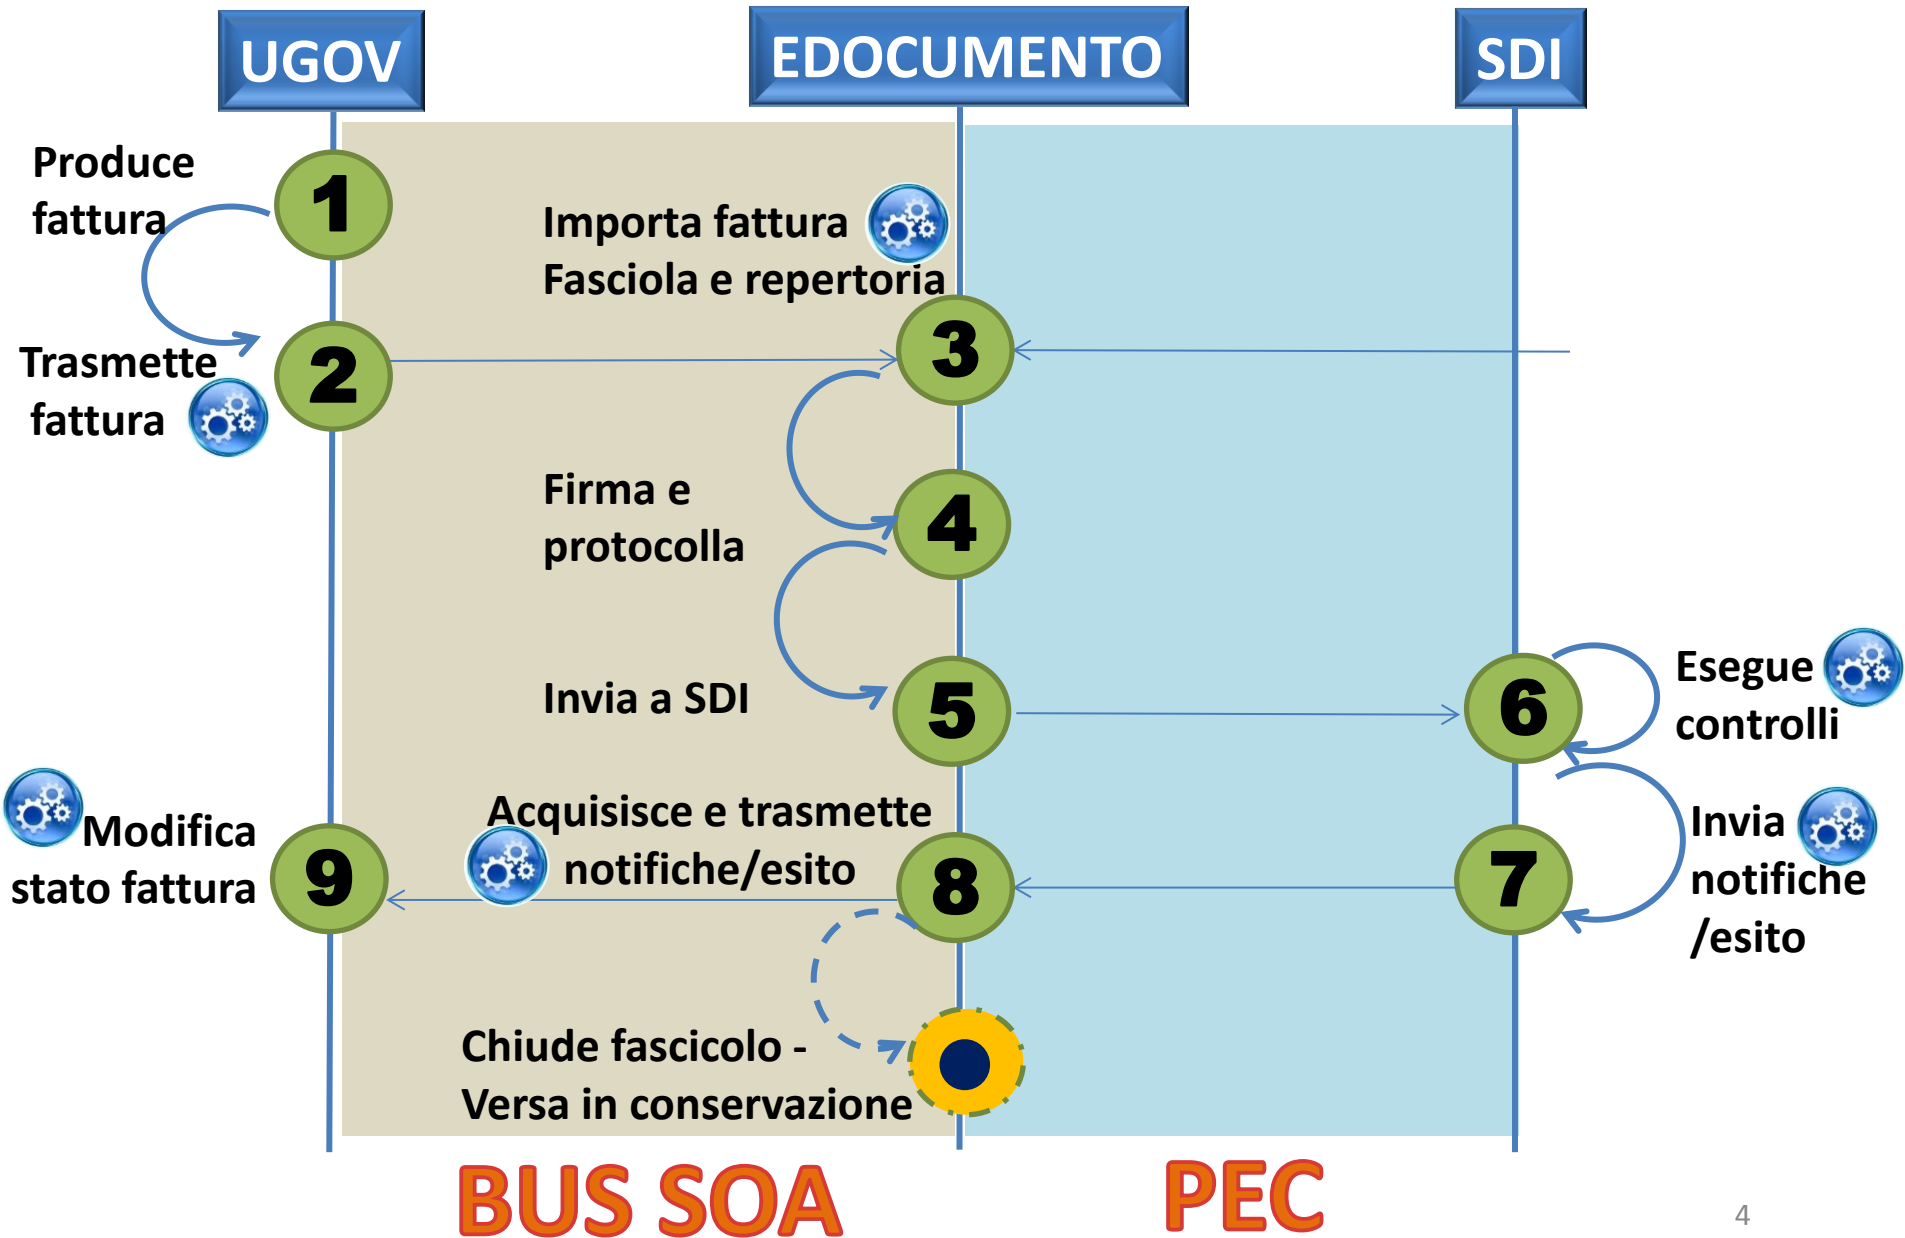 UGOV
EDOCUMENTO
SDI
Produce
fattura
1
Importa fattura
Fasciola e repertoria
Trasmette
fattura
2
3
Firma e
protocolla
4
Invia a SDI
5
6
Esegue
controlli
Modifica
stato fattura
9
Acquisisce e trasmette
notifiche/esito
8
7
Invia
notifiche
/esito
Chiude fascicolo -
Versa in conservazione
BUS SOA
PEC
4